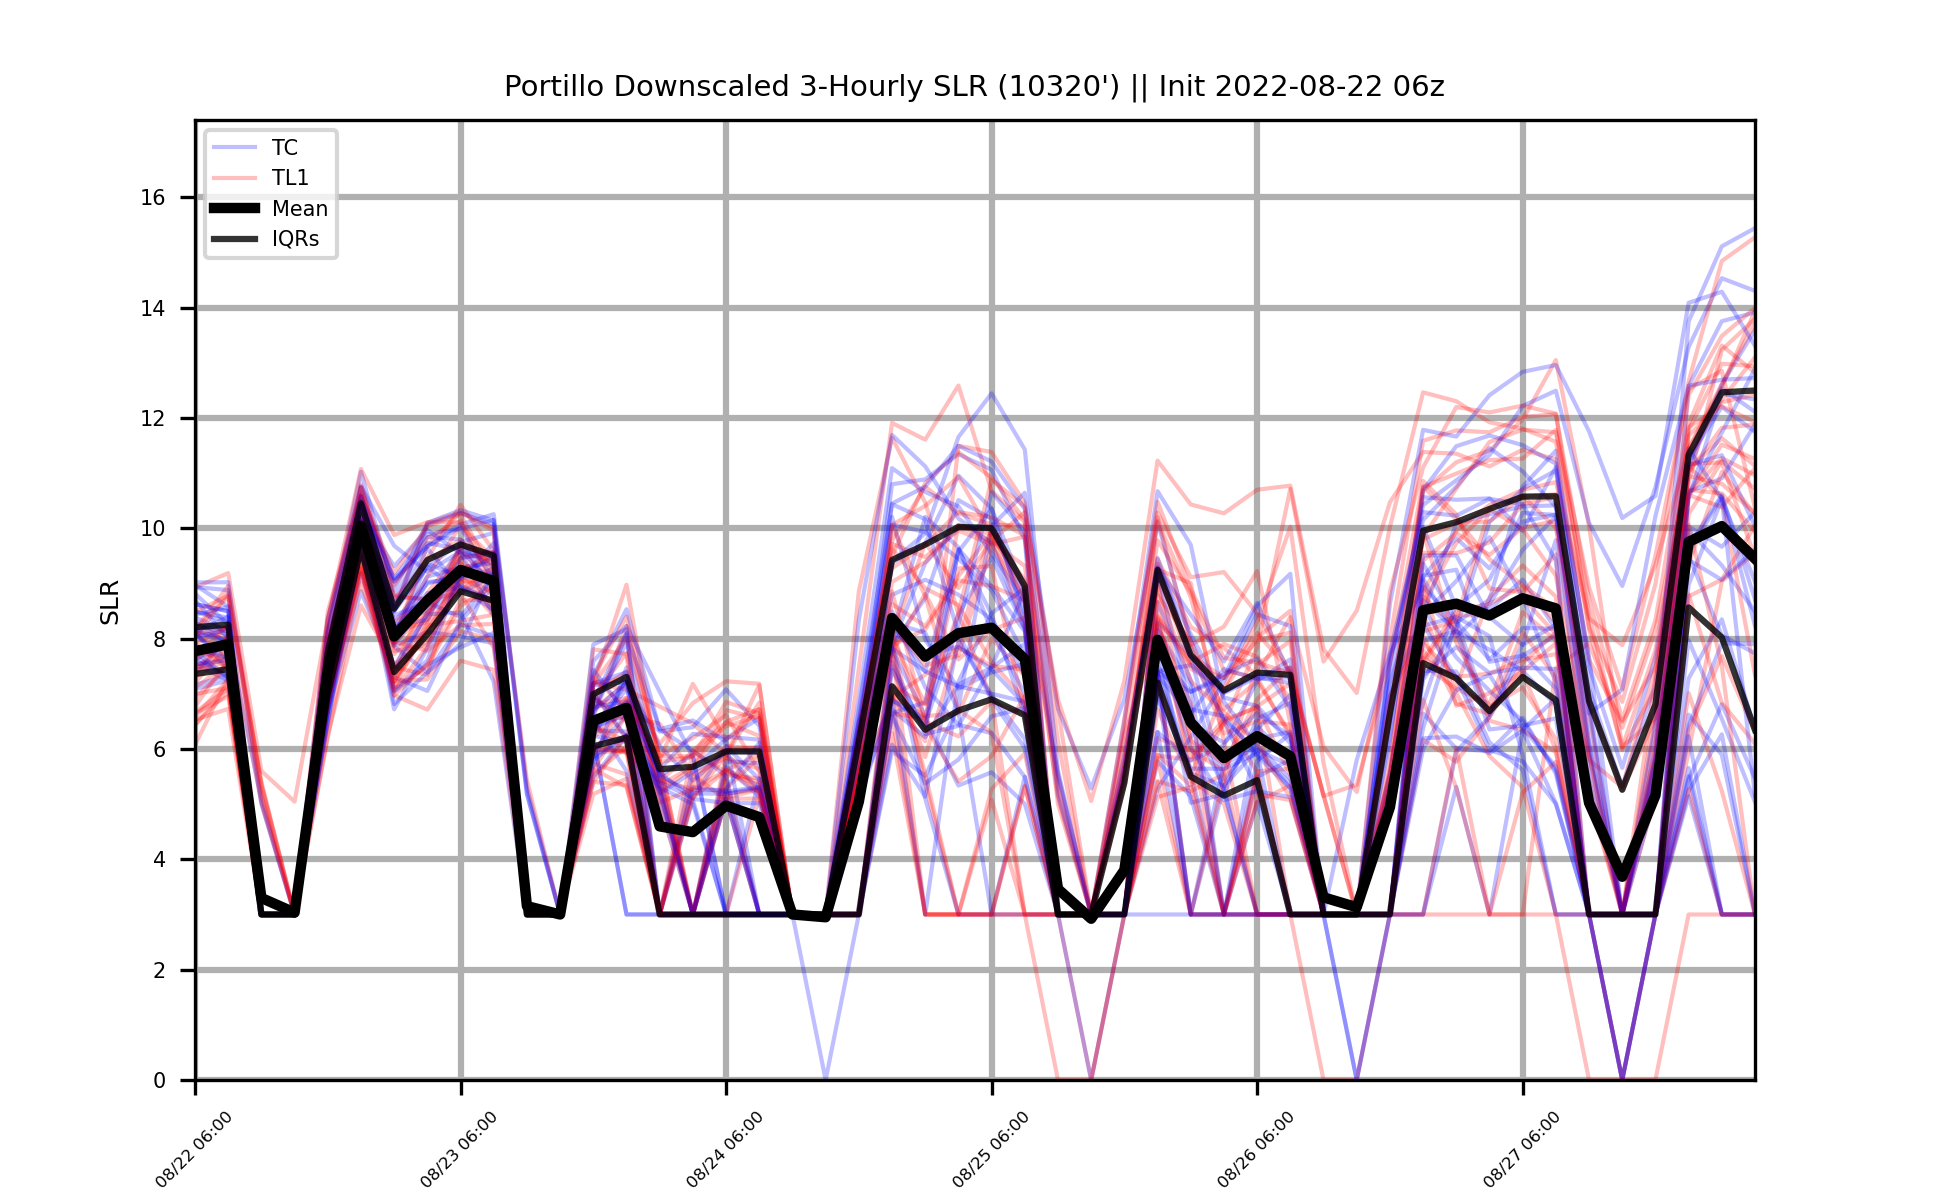 Portillo Downscaled 3-Hourly SLR (10320') || Init 2022-08-22 06z
TC
TL1
Mean
IQRs
SLR
16
14
12
10
8
6
4
2
0
08/22 06:00
08/23 06:00
08/24 06:00
08/25 06:00
08/26 06:00
08/27 06:00